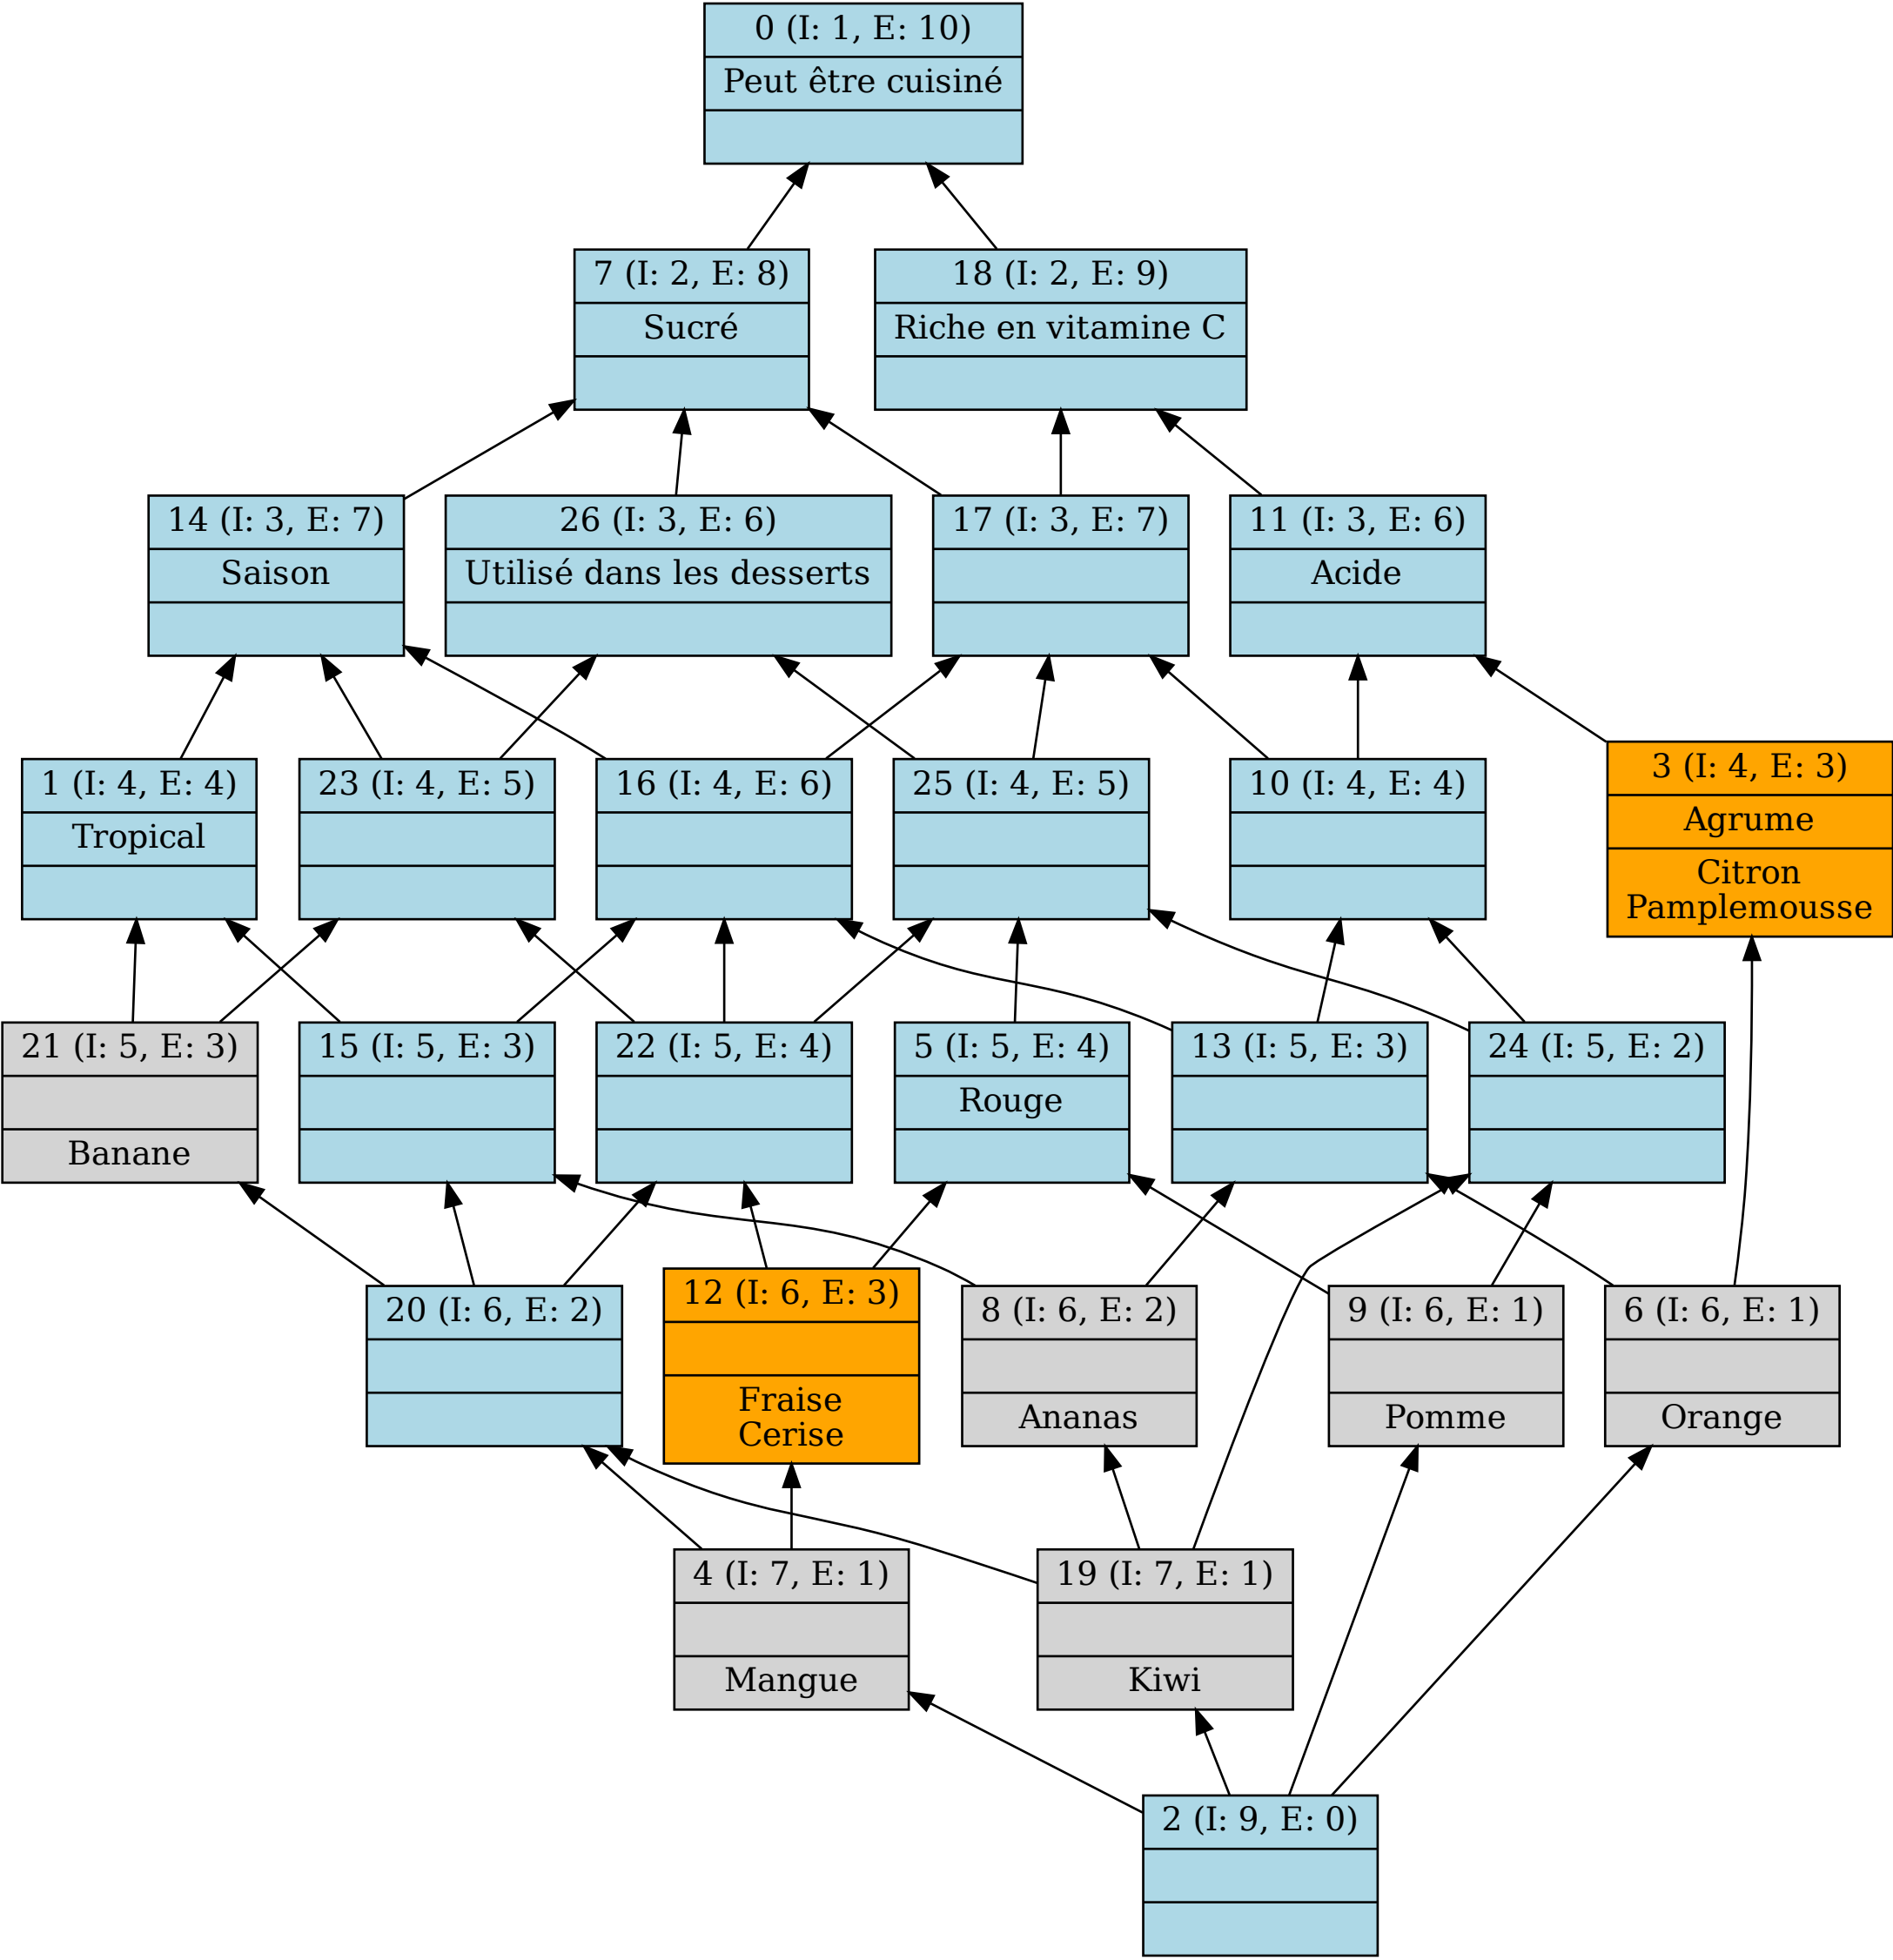 0 (I: 1, E: 10)
Peut être cuisiné
7 (I: 2, E: 8)
Sucré
18 (I: 2, E: 9)
Riche en vitamine C
14 (I: 3, E: 7)
Saison
26 (I: 3, E: 6)
Utilisé dans les desserts
17 (I: 3, E: 7)
11 (I: 3, E: 6)
Acide
1 (I: 4, E: 4)
Tropical
23 (I: 4, E: 5)
16 (I: 4, E: 6)
25 (I: 4, E: 5)
10 (I: 4, E: 4)
3 (I: 4, E: 3)
Agrume
Citron
Pamplemousse
21 (I: 5, E: 3)
Banane
15 (I: 5, E: 3)
22 (I: 5, E: 4)
5 (I: 5, E: 4)
Rouge
13 (I: 5, E: 3)
24 (I: 5, E: 2)
20 (I: 6, E: 2)
12 (I: 6, E: 3)
Fraise
Cerise
8 (I: 6, E: 2)
Ananas
9 (I: 6, E: 1)
Pomme
6 (I: 6, E: 1)
Orange
4 (I: 7, E: 1)
Mangue
19 (I: 7, E: 1)
Kiwi
2 (I: 9, E: 0)